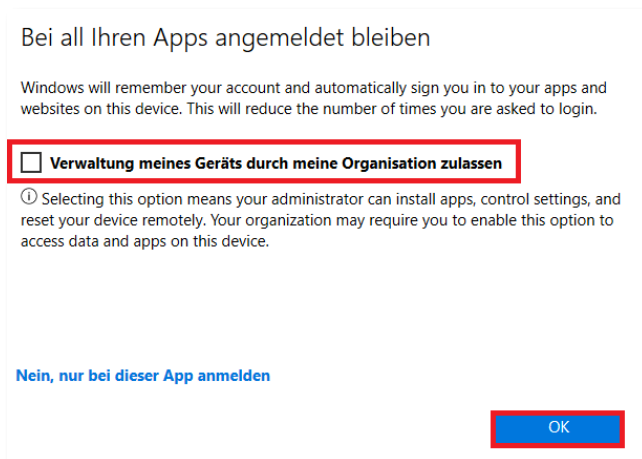 Bei all Ihren Apps angemeldet bleiben
Windows will remember your account and automatically sign you in to your apps and
websites on this device. This will reduce the number of times you are asked to login.
Verwaltung meines Geräts durch meine Organisation zulassen
Selecting this option means your administrator can install apps, control settings, and
reset your device remotely. Your organization may require you to enable this option to
access data and apps on this device.
Nein, nur bei dieser App anmelden
OK